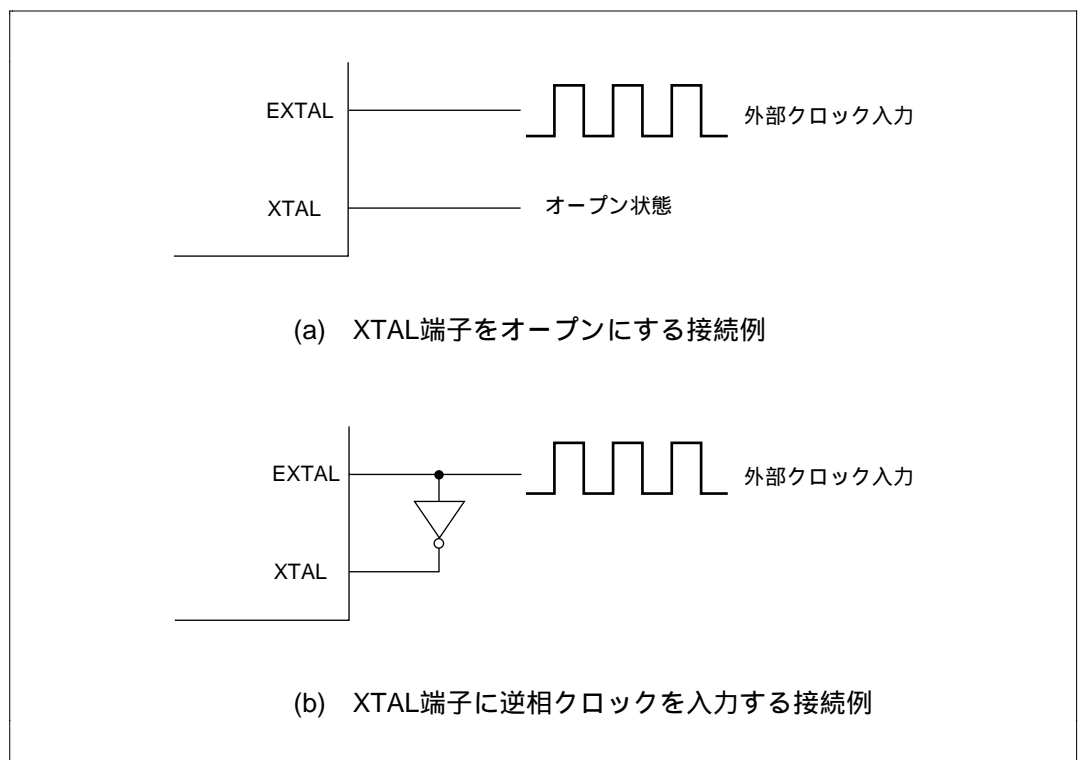 EXTAL
外部クロック入力
XTAL
オープン状態
(a) XTAL端子をオープンにする接続例
EXTAL
外部クロック入力
XTAL
(b) XTAL端子に逆相クロックを入力する接続例